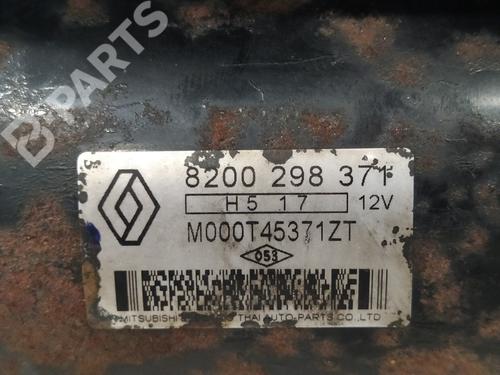 B-PARTS
8200 298 371
H5 17 12V
M000T45371ZT
053
MITSUBISHI THAI AUTO-PARTS CO.,LTD